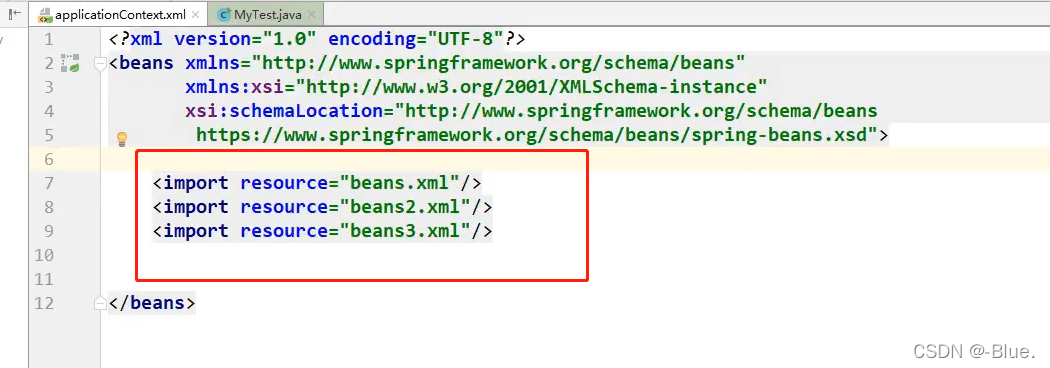 applicationContext.xml MyTest.java
1 <?xml version="1.0" encoding="UTF-8"?>
2 <beans xmlns="http://www.springframework.org/schema/beans"
3 xmlns:xsi="http://www.w3.org/2001/XMLSchema-instance"
4 xsi:schemaLocation="http://www.springframework.org/schema/beans
5 https://www.springframework.org/schema/beans/spring-beans.xsd">
6
7 <import resource="beans.xml"/>
8 <import resource="beans2.xml"/>
9 <import resource="beans3.xml"/>
10
11
12 </beans>
CSDN @-Blue.